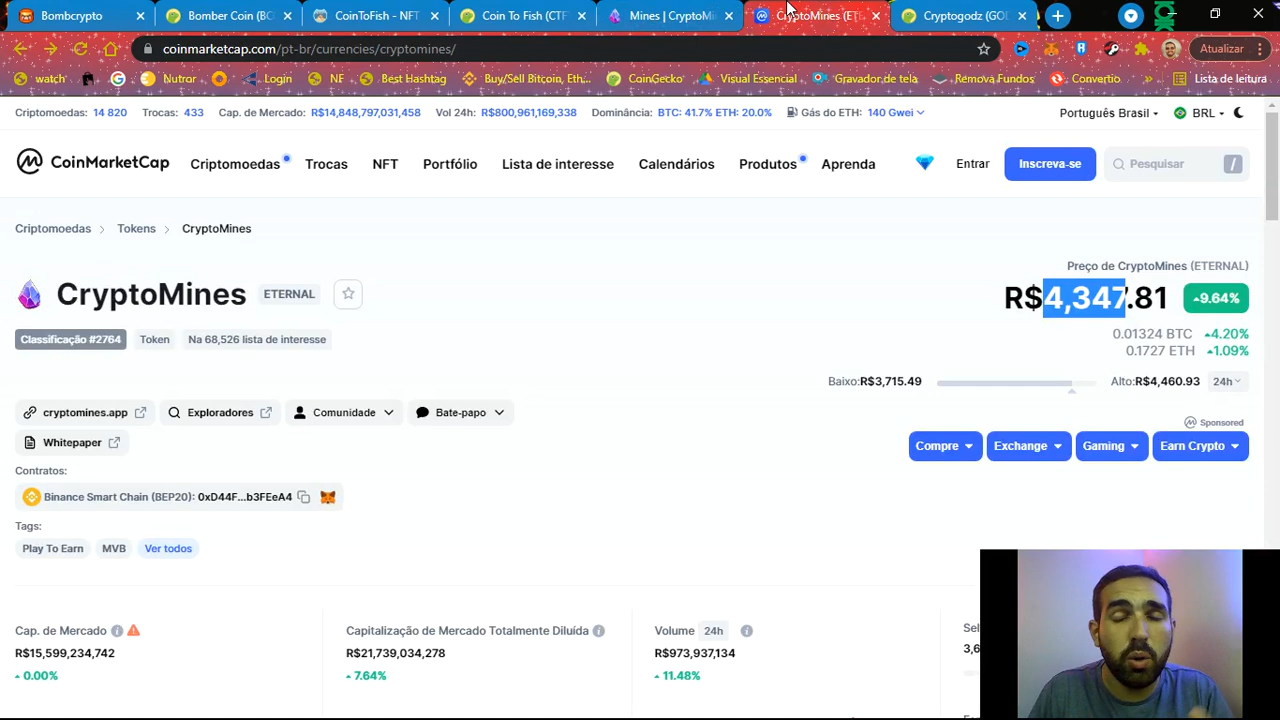 Bombcrypto
Bomber Coin (BC
CoinToFish - NFT
Coin To Fish (CTF
Mines | CryptoMi
CryptoMines (ET
Cryptogodz (GOD
coinmarketcap.com/pt-br/currencies/cryptomines/
Atualizar
watch
Nutror
Login
NF
Best Hashtag
Buy/Sell Bitcoin, Eth...
CoinGecko
Visual Essencial
Gravador de tela
Remova Fundos
Convertio
»
Lista de leitura
Criptomoedas: 14 820
Trocas: 433
Cap. de Mercado: R$14,848,797,031,458
Vol 24h: R$800,961,169,338
Dominância: BTC: 41.7% ETH: 20.0%
Gás do ETH: 140 Gwei
Português Brasil
BRL
CoinMarketCap
Criptomoedas
Trocas
NFT
Portfólio
Lista de interesse
Calendários
Produtos
Aprenda
Entrar
Inscreva-se
Pesquisar
/
Criptomoedas
Tokens
CryptoMines
CryptoMines
ETERNAL
Preço de CryptoMines (ETERNAL)
R$4,347.81
9.64%
Classificação #2764
Token
Na 68,526 lista de interesse
0.01324 BTC
4.20%
0.1727 ETH
1.09%
Baixo:R$3,715.49
Alto:R$4,460.93
24h
cryptomines.app
Exploradores
Comunidade
Bate-papo
Whitepaper
Sponsored
Compre
Exchange
Gaming
Earn Crypto
Contratos:
Binance Smart Chain (BEP20): 0xD44F...b3FEeA4
Tags:
Play To Earn
MVB
Ver todos
Cap. de Mercado
R$15,599,234,742
0.00%
Capitalização de Mercado Totalmente Diluída
R$21,739,034,278
7.64%
Volume
24h
R$973,937,134
11.48%
Sel
3,6